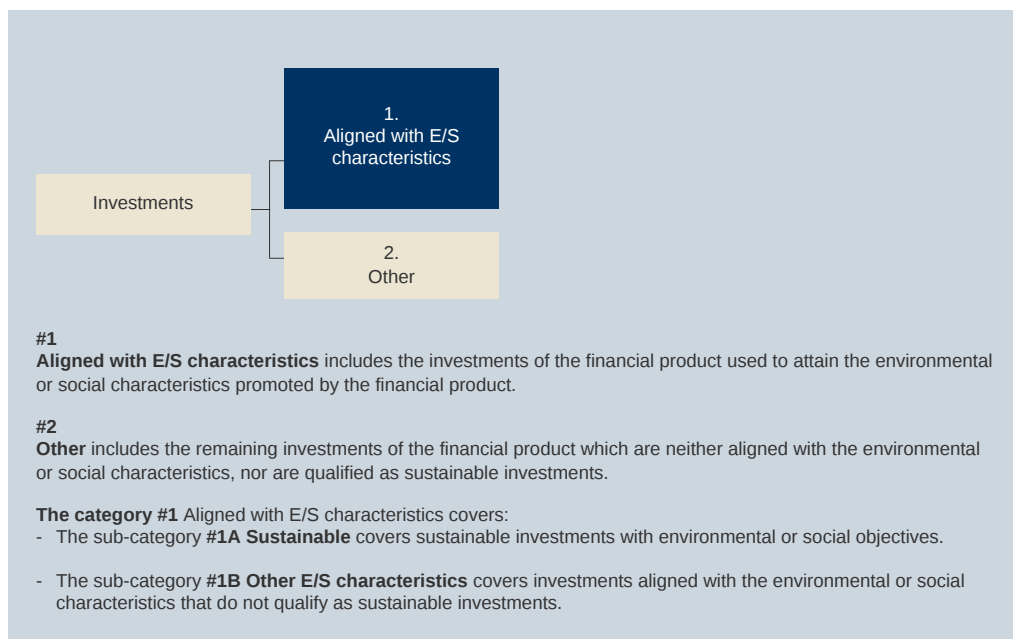 1.
Aligned with E/S
characteristics
Investments
2.
Other
#1
Aligned with E/S characteristics includes the investments of the financial product used to attain the environmental
or social characteristics promoted by the financial product.
#2
Other includes the remaining investments of the financial product which are neither aligned with the environmental
or social characteristics, nor are qualified as sustainable investments.
The category #1 Aligned with E/S characteristics covers:
- The sub-category #1A Sustainable covers sustainable investments with environmental or social objectives.
- The sub-category #1B Other E/S characteristics covers investments aligned with the environmental or social
characteristics that do not qualify as sustainable investments.